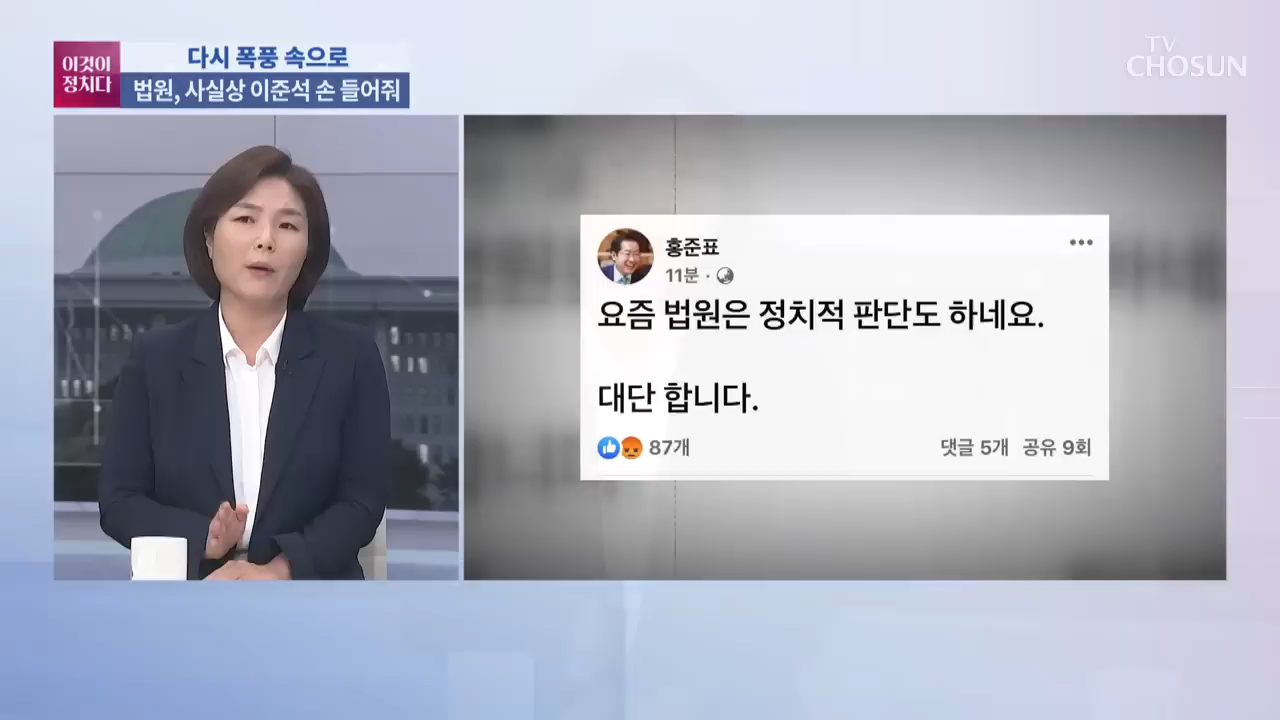 이것이
정치다
다시 폭풍 속으로
법원, 사실상 이준석 손 들어줘
TV
CHOSUN
홍준표
11분 ·
요즘 법원은 정치적 판단도 하네요.
대단 합니다.
87개 댓글 5개 공유 9회